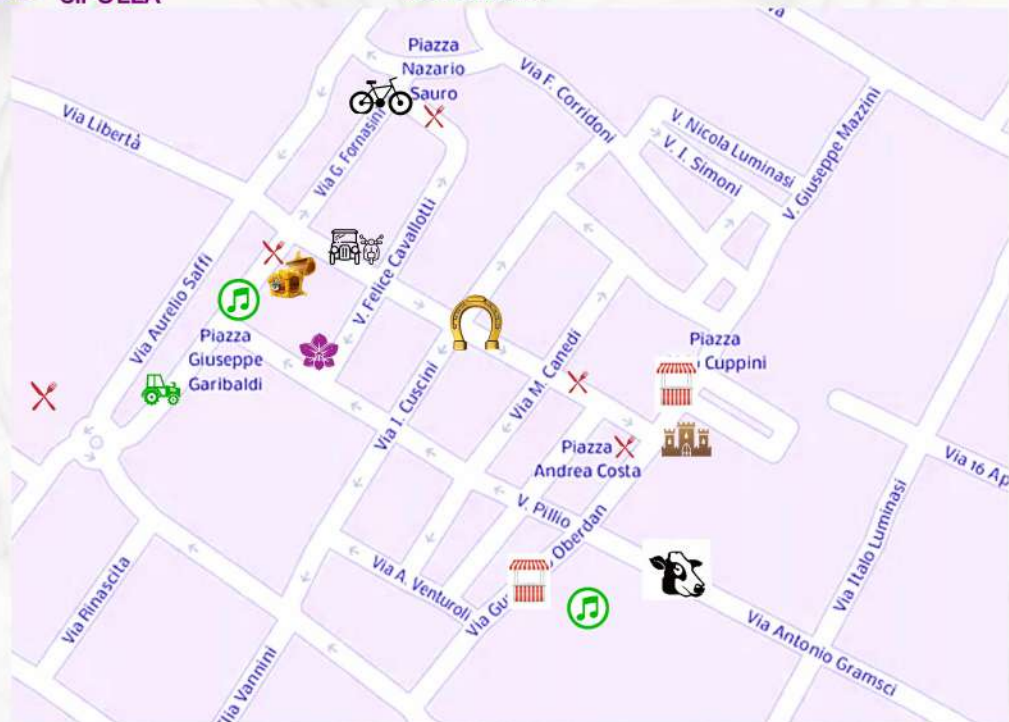 CIPOLLA
Piazza
Nazario
Sauro
Via F. Corridoni
Via Libertà
Via G. Fornasini
V. Nicola Luminasi
V. I. Simoni
V. Giuseppe Mazzini
V. Felice Cavallotti
Via Aurelio Saffi
Piazza
Giuseppe
Garibaldi
Piazza
Cuppini
Via M. Canedi
Via I. Cuscini
Piazza
Andrea Costa
Via 16 Ap
V. Pillio
Oberdan
Via Italo Luminasi
Via A. Venturoli
Via Gu
Via Rinascita
Via Antonio Gramsci
Vannini